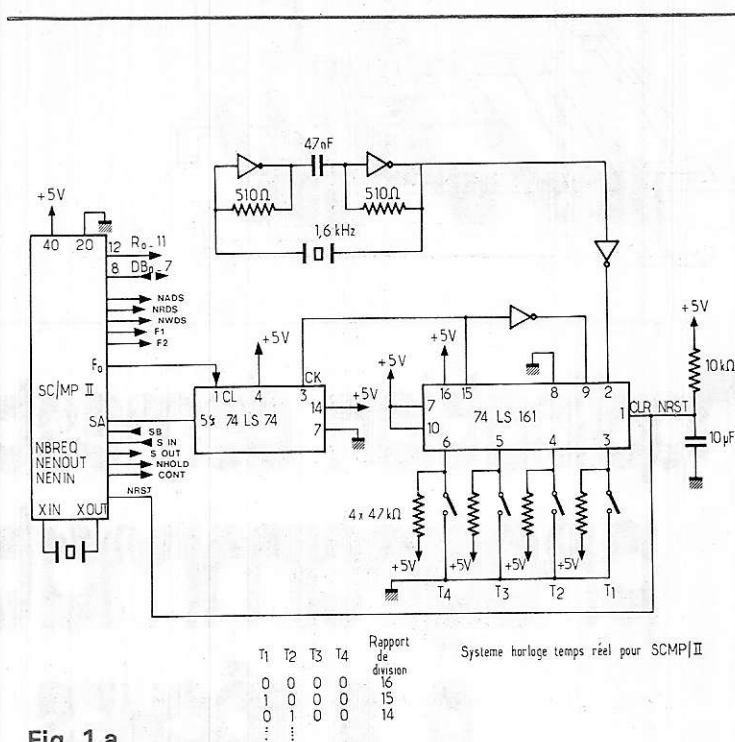 47nF
510Ω
510Ω
1,6 kHz
+5V
40 20
12 R0-11
8 DB0-7
NADS
NRDS
NWDS
F1
F2
F0
SC/MP II
SA
SB
NBREQ S IN
NENOUT S OUT
NENIN NHOLD
CONT
NRST
XIN XOUT
+5V
1 CL 4 3 CK
14 +5V
7
5 74 LS 74
+5V
+5V
16 15 8 9 2
7
10
74 LS 161
1 CLR NRST
6 5 4 3
+5V
10kΩ
10µF
4 x 4,7 kΩ
+5V +5V +5V +5V
T4 T3 T2 T1
T1 T2 T3 T4 Rapport de division
0 0 0 0 16
1 0 0 0 15
0 1 0 0 14
Systeme horloge temps réel pour SCMP/II
Fig. 1 a